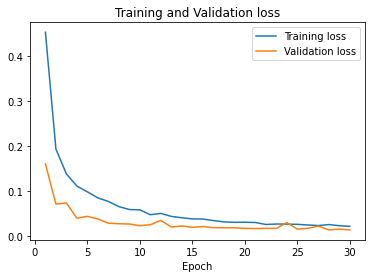 Training and Validation loss
Training loss
Validation loss
0.4
0.3
0.2
0.1
0.0
0 5 10 15 20 25 30
Epoch